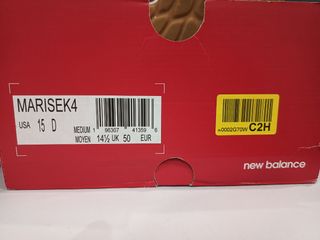 MARISEK4
USA 15 D
MEDIUM
MOYEN
1 96307 41359 6
14½ UK 50 EUR
C2H
new balance